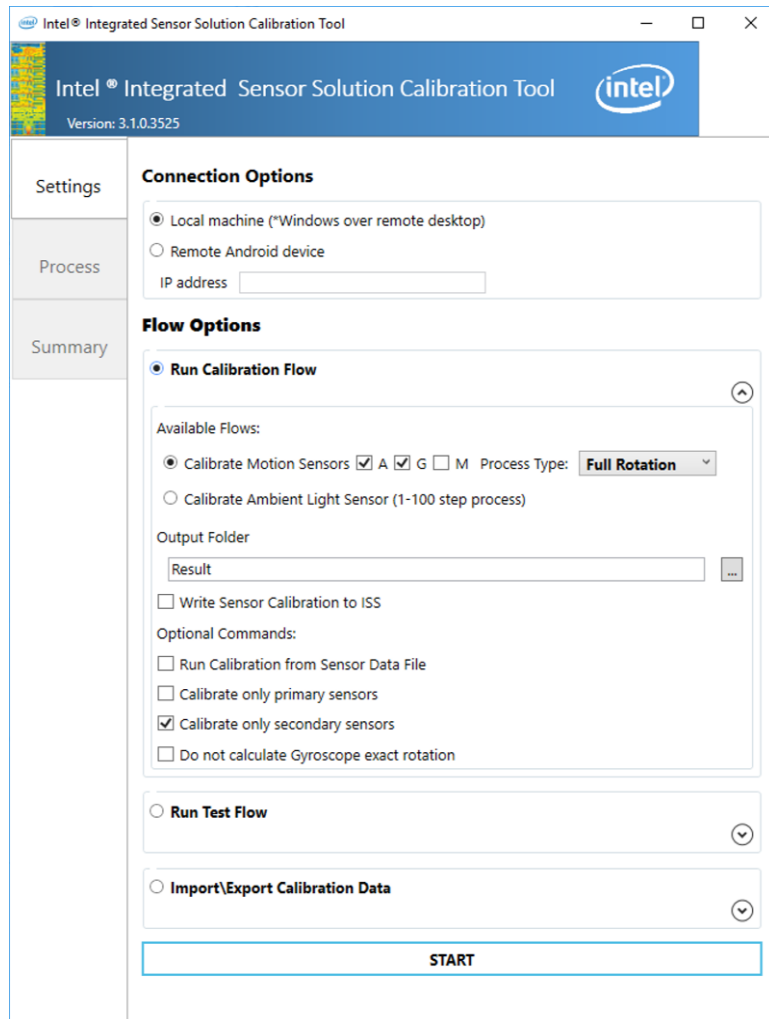 Intel® Integrated Sensor Solution Calibration Tool
Intel ® Integrated Sensor Solution Calibration Tool
intel
Version: 3.1.0.3525
Settings
Process
Summary
Connection Options
Local machine (*Windows over remote desktop)
Remote Android device
IP address
Flow Options
Run Calibration Flow
Available Flows:
Calibrate Motion Sensors A G M Process Type: Full Rotation
Calibrate Ambient Light Sensor (1-100 step process)
Output Folder
Result ...
Write Sensor Calibration to ISS
Optional Commands:
Run Calibration from Sensor Data File
Calibrate only primary sensors
Calibrate only secondary sensors
Do not calculate Gyroscope exact rotation
Run Test Flow
Import\Export Calibration Data
START